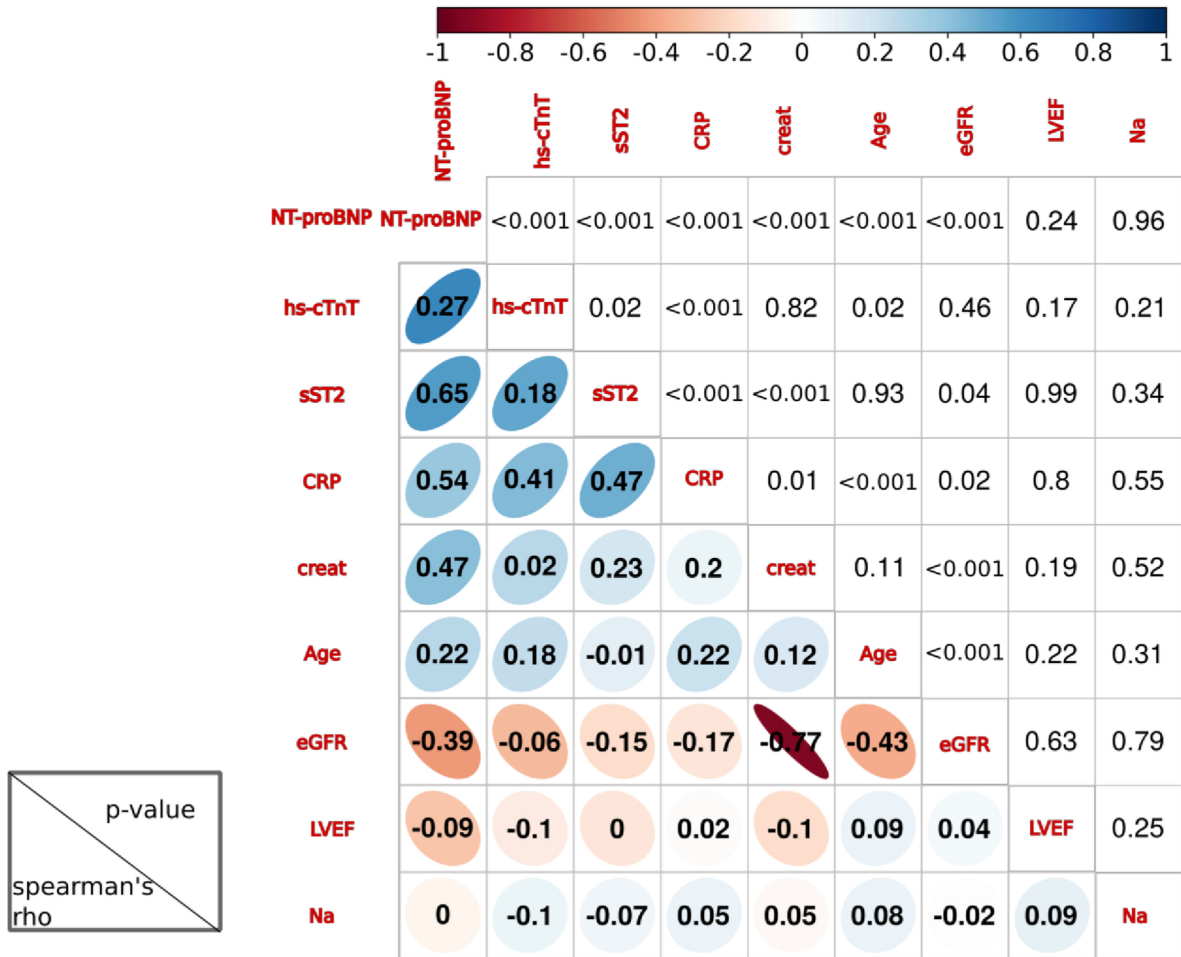 -1 -0.8 -0.6 -0.4 -0.2 0 0.2 0.4 0.6 0.8 1
NT-proBNP hs-cTnT sST2 CRP creat Age eGFR LVEF Na
NT-proBNP NT-proBNP <0.001 <0.001 <0.001 <0.001 <0.001 <0.001 0.24 0.96
hs-cTnT 0.27 hs-cTnT 0.02 <0.001 0.82 0.02 0.46 0.17 0.21
sST2 0.65 0.18 sST2 <0.001 <0.001 0.93 0.04 0.99 0.34
CRP 0.54 0.41 0.47 CRP 0.01 <0.001 0.02 0.8 0.55
creat 0.47 0.02 0.23 0.2 creat 0.11 <0.001 0.19 0.52
Age 0.22 0.18 -0.01 0.22 0.12 Age <0.001 0.22 0.31
eGFR -0.39 -0.06 -0.15 -0.17 -0.77 -0.43 eGFR 0.63 0.79
LVEF -0.09 -0.1 0 0.02 -0.1 0.09 0.04 LVEF 0.25
Na 0 -0.1 -0.07 0.05 0.05 0.08 -0.02 0.09 Na
p-value
spearman's
rho